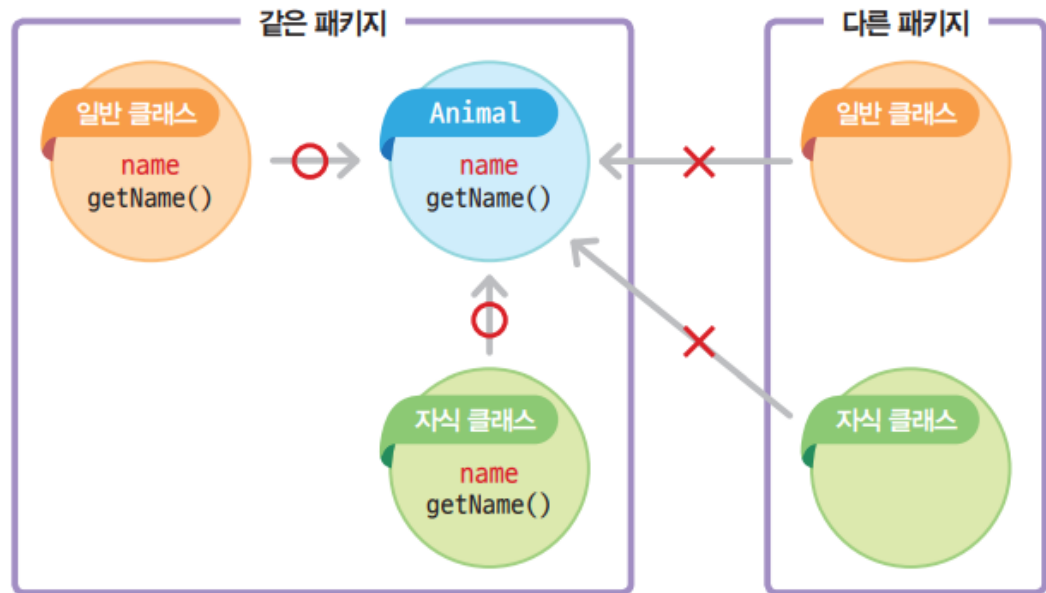 같은 패키지
다른 패키지
일반 클래스
name
getName()
Animal
name
getName()
일반 클래스
자식 클래스
name
getName()
자식 클래스